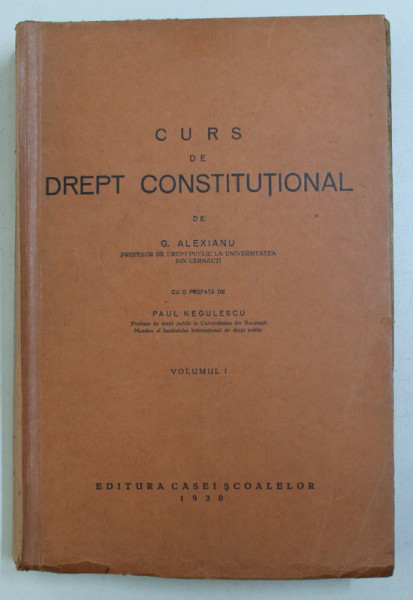 CURS
DE
DREPT CONSTITUȚIONAL
DE
G. ALEXIANU
PROFESOR DE DREPT PUBLIC LA UNIVERSITATEA
DIN CERNĂUȚI
CU O PREFAȚĂ DE
PAUL NEGULESCU
Profesor de drept public la Universitatea din București
Membru al Institutului Internațional de drept public
VOLUMUL I
EDITURA CASEI ȘCOALELOR
1930